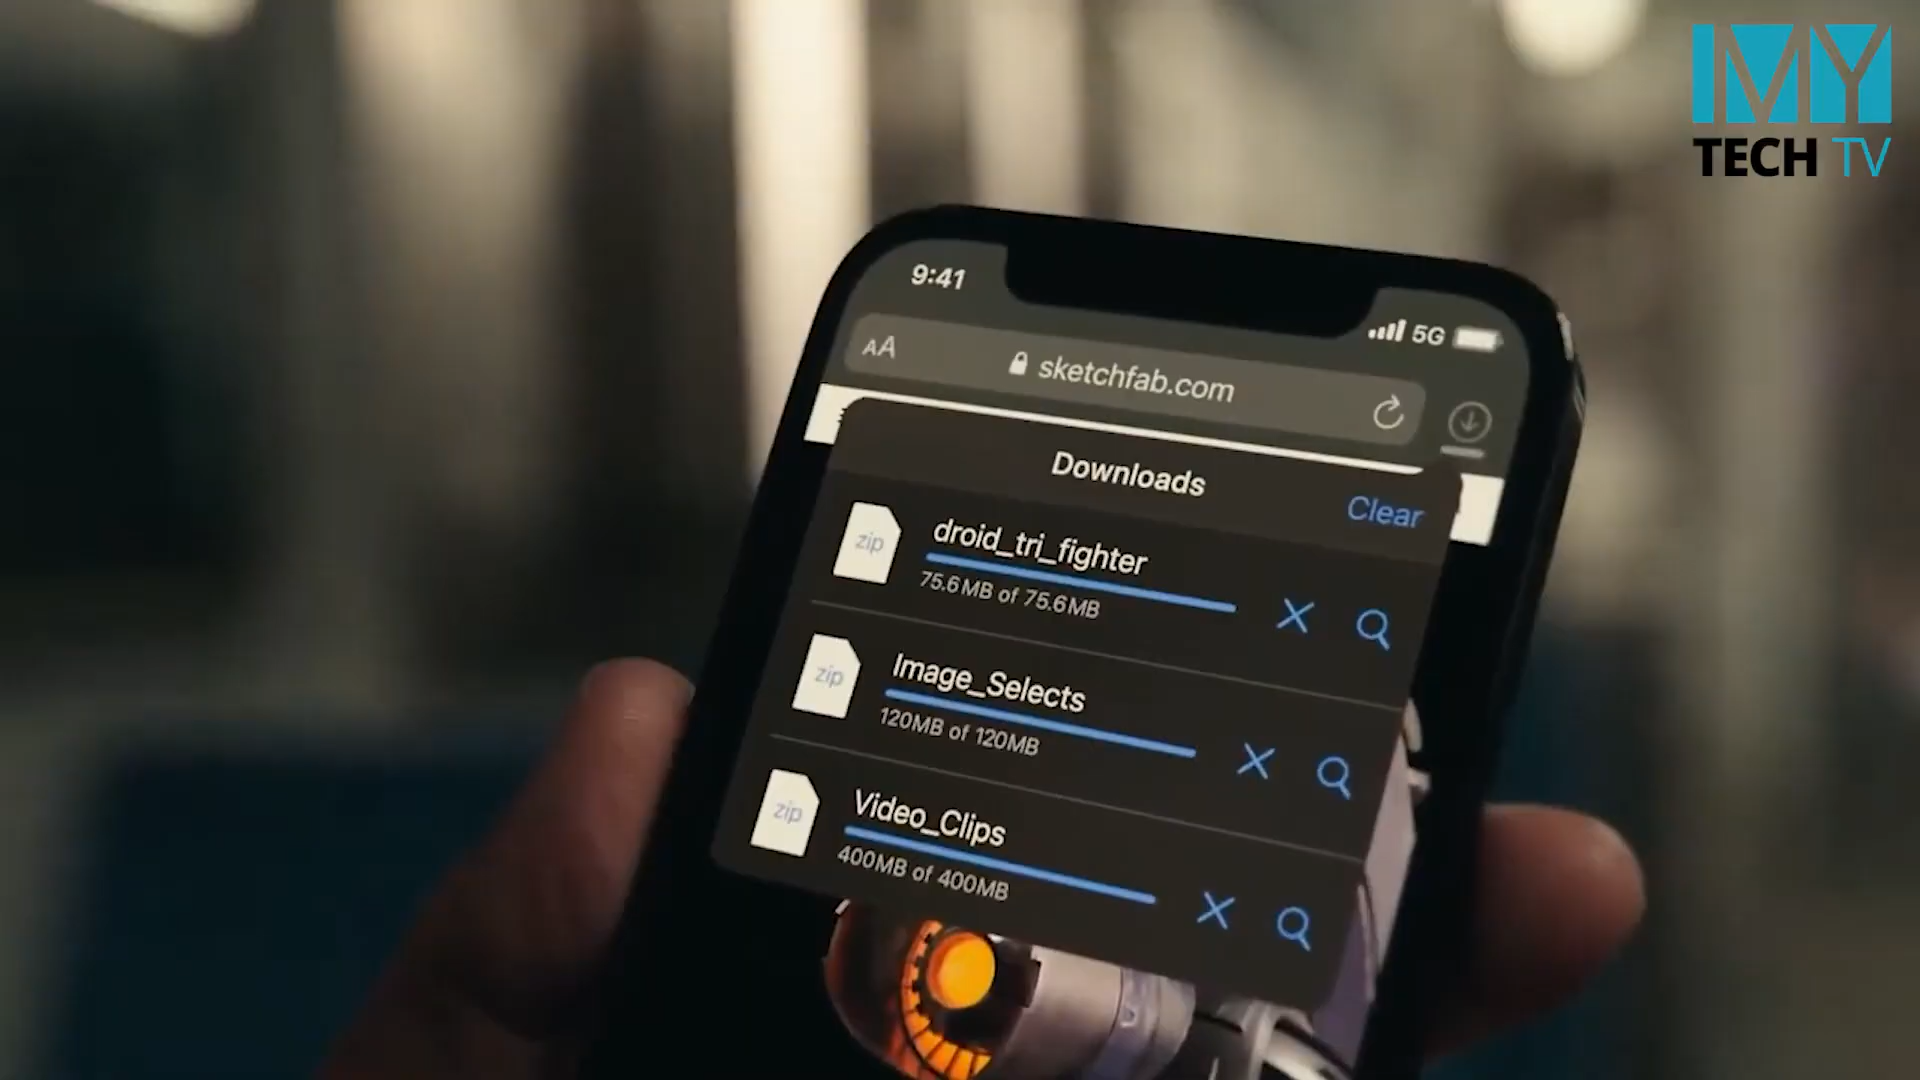 MY
TECH TV
9:41
5G
AA
sketchfab.com
Downloads
Clear
zip
droid_tri_fighter
75.6MB of 75.6MB
zip
Image_Selects
120MB of 120MB
zip
Video_Clips
400MB of 400MB